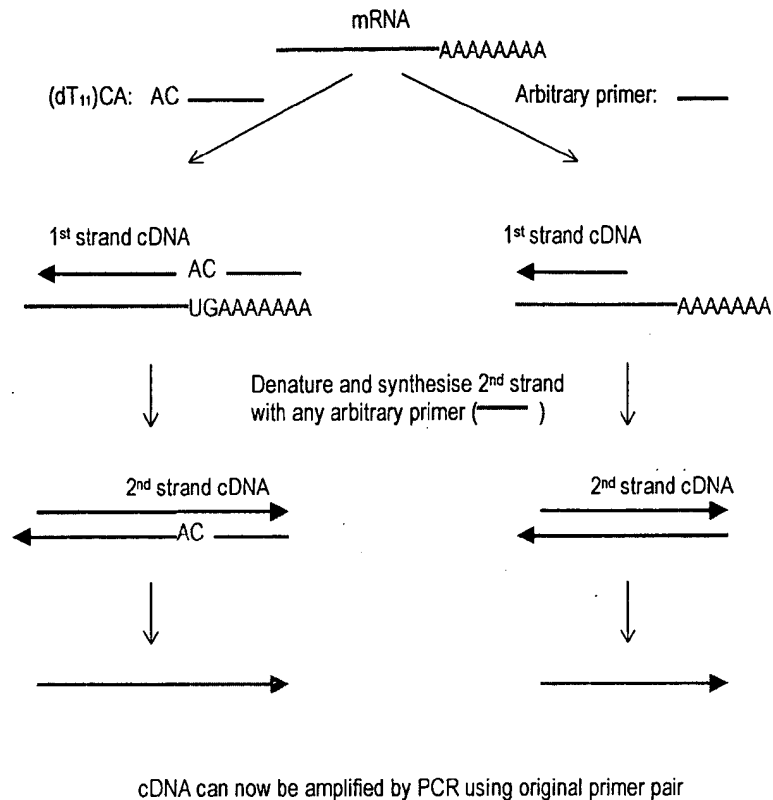 mRNA
AAAAAAAA
(dT₁₁)CA: AC
Arbitrary primer:
1st strand cDNA
1st strand cDNA
AC
UGAAAAAAA
AAAAAAA
Denature and synthesise 2nd strand
with any arbitrary primer ( )
2nd strand cDNA
2nd strand cDNA
AC
cDNA can now be amplified by PCR using original primer pair